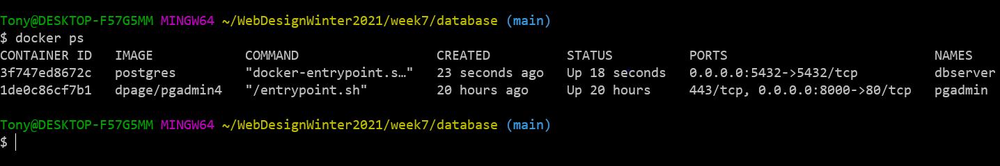 Tony@DESKTOP-F57G5MM MINGW64 ~/WebDesignWinter2021/week7/database (main)
$ docker ps
CONTAINER ID   IMAGE            COMMAND                  CREATED          STATUS          PORTS                           NAMES
3f747ed8672c   postgres         "docker-entrypoint.s…"   23 seconds ago   Up 18 seconds   0.0.0.0:5432->5432/tcp          dbserver
1de0c86cf7b1   dpage/pgadmin4   "/entrypoint.sh"         20 hours ago     Up 20 hours     443/tcp, 0.0.0.0:8000->80/tcp   pgadmin
Tony@DESKTOP-F57G5MM MINGW64 ~/WebDesignWinter2021/week7/database (main)
$